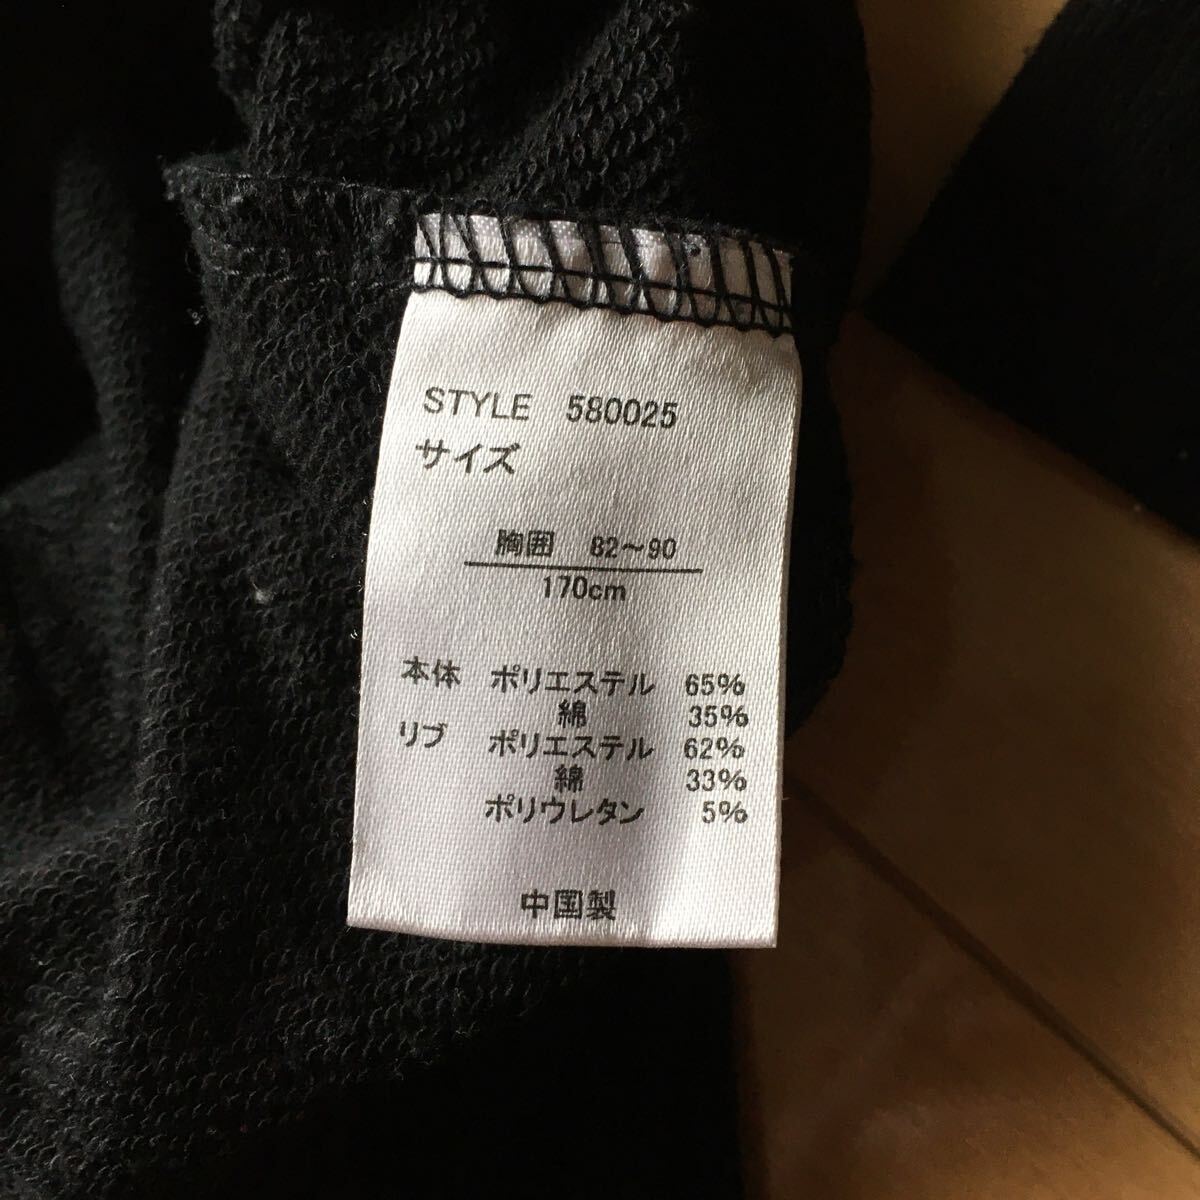 STYLE 580025
サイズ
胸囲 82～90
170cm
本体 ポリエステル 65%
綿 35%
リブ ポリエステル 62%
綿 33%
ポリウレタン 5%
中国製